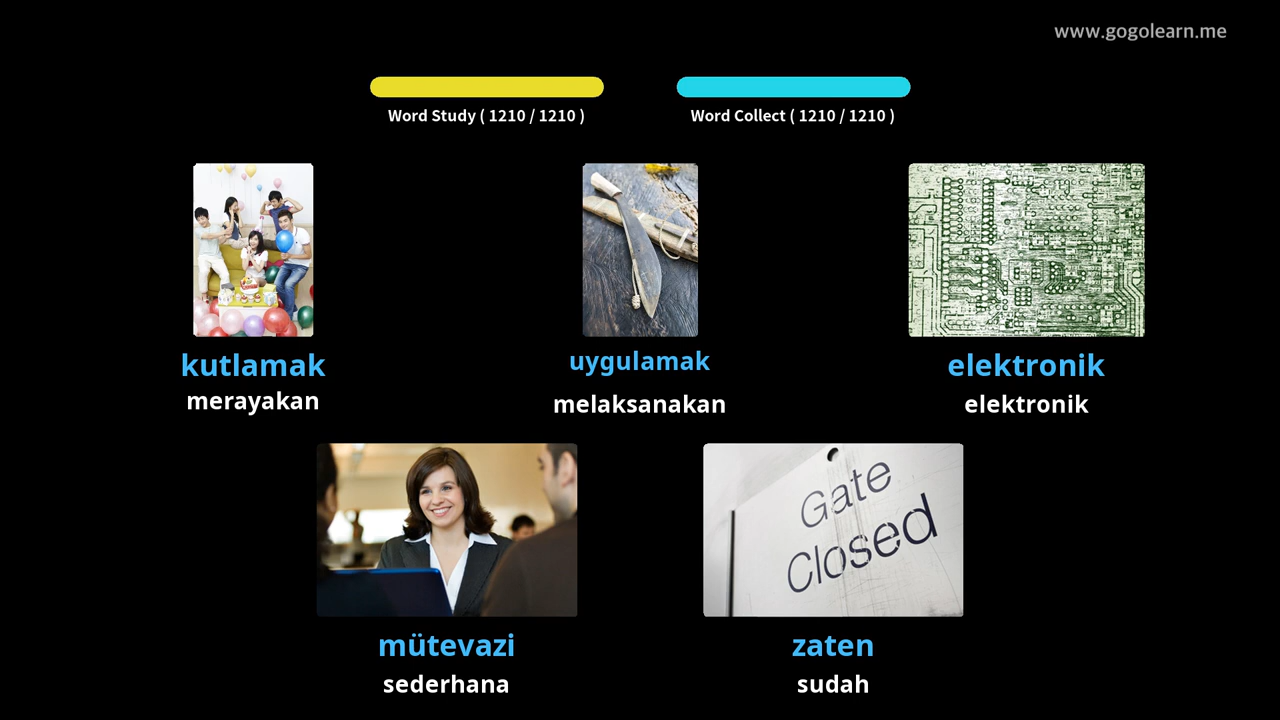 www.gogolearn.me
Word Study ( 1210 / 1210 )
Word Collect ( 1210 / 1210 )
kutlamak
merayakan
uygulamak
melaksanakan
elektronik
elektronik
Gate
Closed
mütevazi
sederhana
zaten
sudah